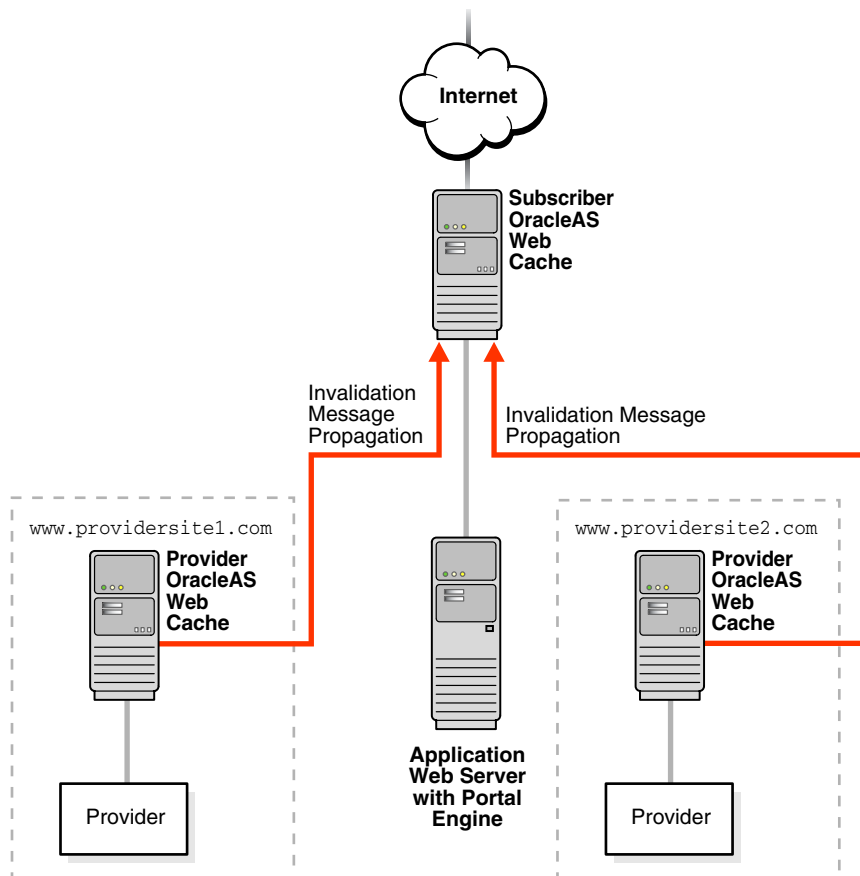 Internet
Subscriber
OracleAS
Web
Cache
Invalidation
Message
Propagation
Invalidation Message
Propagation
www.providersite1.com
Provider
OracleAS
Web
Cache
Provider
Application
Web Server
with Portal
Engine
www.providersite2.com
Provider
OracleAS
Web
Cache
Provider